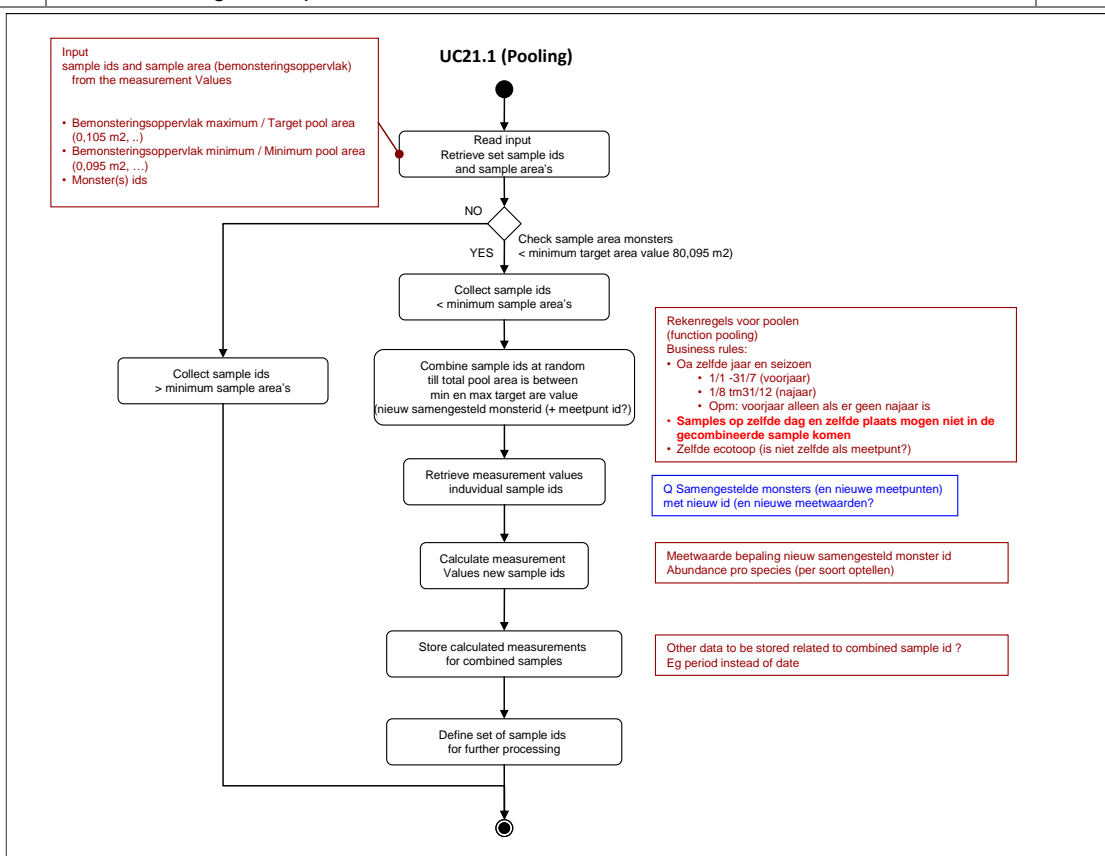 UC21.1 (Pooling)
Input
sample ids and sample area (bemonsteringsoppervlak)
from the measurement Values
• Bemonsteringsoppervlak maximum / Target pool area
(0,105 m2, ..)
• Bemonsteringsoppervlak minimum / Minimum pool area
(0,095 m2, …)
• Monster(s) ids
Read input
Retrieve set sample ids
and sample area's
NO
YES
Check sample area monsters
< minimum target area value 80,095 m2)
Collect sample ids
< minimum sample area's
Collect sample ids
> minimum sample area's
Combine sample ids at random
till total pool area is between
min en max target are value
(nieuw samengesteld monsterid (+ meetpunt id?)
Rekenregels voor poolen
(function pooling)
Business rules:
• Oa zelfde jaar en seizoen
• 1/1 -31/7 (voorjaar)
• 1/8 tm31/12 (najaar)
• Opm: voorjaar alleen als er geen najaar is
• Samples op zelfde dag en zelfde plaats mogen niet in de
gecombineerde sample komen
• Zelfde ecotoop (is niet zelfde als meetpunt?)
Retrieve measurement values
induvidual sample ids
Q Samengestelde monsters (en nieuwe meetpunten)
met nieuw id (en nieuwe meetwaarden?
Calculate measurement
Values new sample ids
Meetwaarde bepaling nieuw samengesteld monster id
Abundance pro species (per soort optellen)
Store calculated measurements
for combined samples
Other data to be stored related to combined sample id ?
Eg period instead of date
Define set of sample ids
for further processing